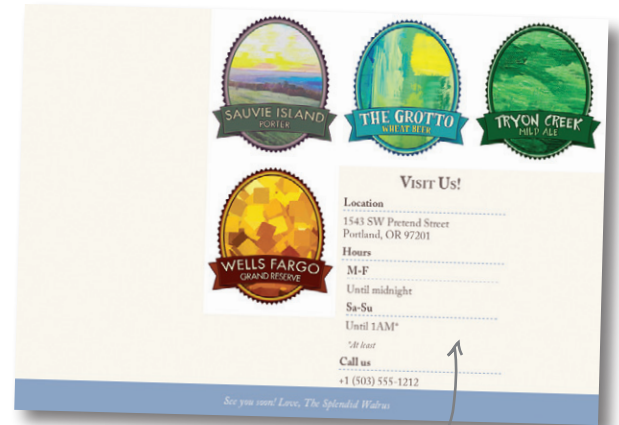 SAUVIE ISLAND
PORTER
THE GROTTO
WHEAT BEER
TRYON CREEK
MILD ALE
WELLS FARGO
GRAND RESERVE
VISIT US!
Location
1543 SW Pretend Street
Portland, OR 97201
Hours
M-F
Until midnight
Sa-Su
Until 1AM*
*At least
Call us
+1 (503) 555-1212
See you soon! Love, The Splendid Walrus